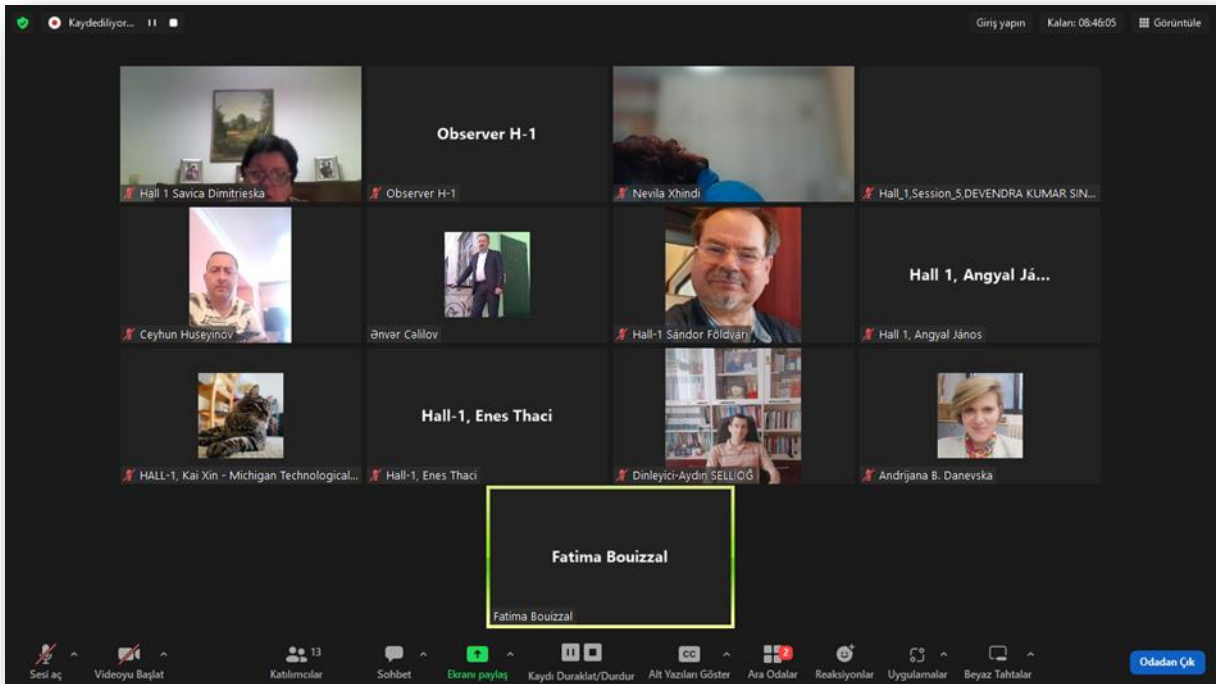 Kaydediliyor...
Giriş yapın
Kalan: 08:46:05
Görüntüle
Hall 1 Savica Dimitrieska
Observer H-1
Observer H-1
Nevila Xhindi
Hall_1,Session_5,DEVENDRA KUMAR SIN...
Ceyhun Huseyinov
Ənvər Cəlilov
Hall-1 Sándor Földvári
Hall 1, Angyal Já...
Hall 1, Angyal János
HALL-1, Kai Xin - Michigan Technological...
Hall-1, Enes Thaci
Hall-1, Enes Thaci
Dinleyici-Aydın SELLİOĞ
Andrijana B. Danevska
Fatima Bouizzal
Fatima Bouizzal
Sesi aç
Videoyu Başlat
13
Katılımcılar
Sohbet
Ekranı paylaş
Kaydı Duraklat/Durdur
CC
Alt Yazıları Göster
2
Ara Odalar
Reaksiyonlar
Uygulamalar
Beyaz Tahtalar
Odadan Çık